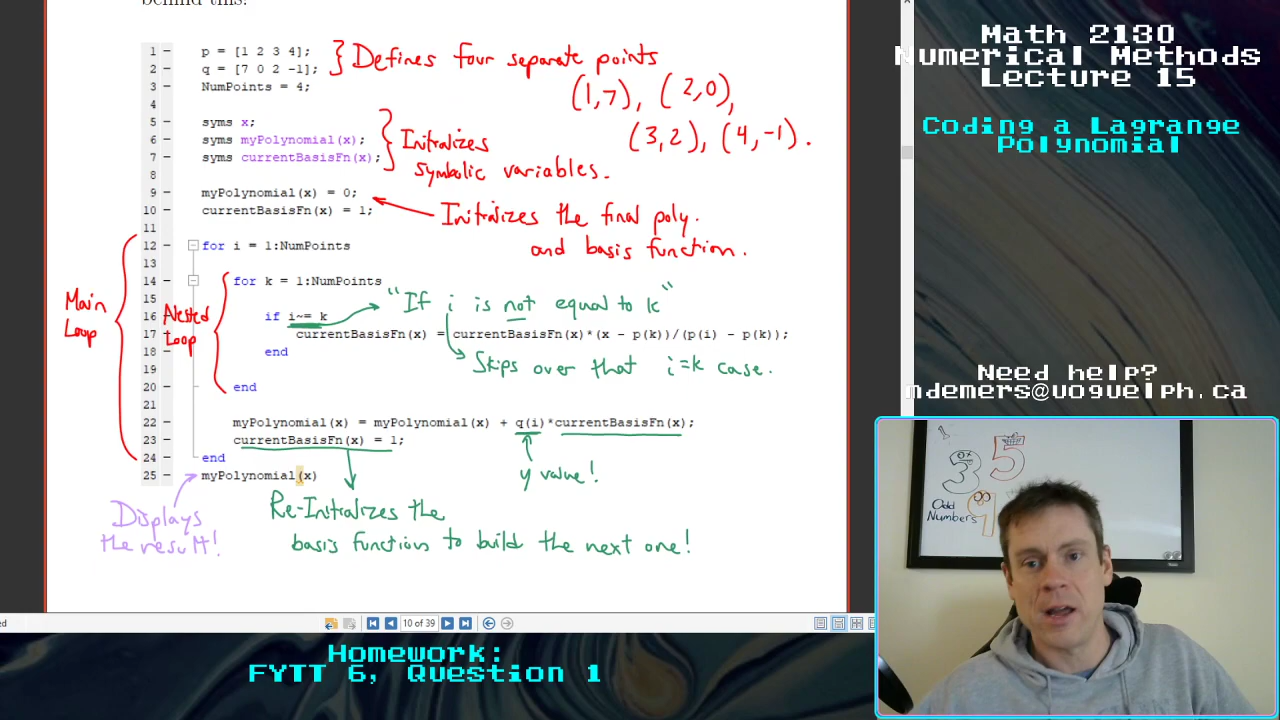 behind this!
1 - p = [1 2 3 4];
2 - q = [7 0 2 -1];
3 - NumPoints = 4;
4
5 - syms x;
6 - syms myPolynomial(x);
7 - syms currentBasisFn(x);
8
9 - myPolynomial(x) = 0;
10 - currentBasisFn(x) = 1;
11
12 - for i = 1:NumPoints
13
14 - for k = 1:NumPoints
15
16 - if i~= k
17 - currentBasisFn(x) = currentBasisFn(x)*(x - p(k))/(p(i) - p(k));
18 - end
19
20 - end
21
22 - myPolynomial(x) = myPolynomial(x) + q(i)*currentBasisFn(x);
23 - currentBasisFn(x) = 1;
24 - end
25 - myPolynomial(x)
Defines four separate points
(1,7), (2,0),
(3,2), (4,-1).
Initializes
symbolic variables.
Initializes the final poly.
and basis function.
Main
Loop
Nested
Loop
"If i is not equal to k"
Skips over that i=k case.
y value!
Displays
the result!
Re-Initializes the
basis function to build the next one!
10 of 39
Math 2130
Numerical Methods
Lecture 15
Coding a Lagrange
Polynomial
Need help?
ndemers@uoguelph.ca
3
5
9
Odd
Numbers
Homework:
FYTT 6, Question 1